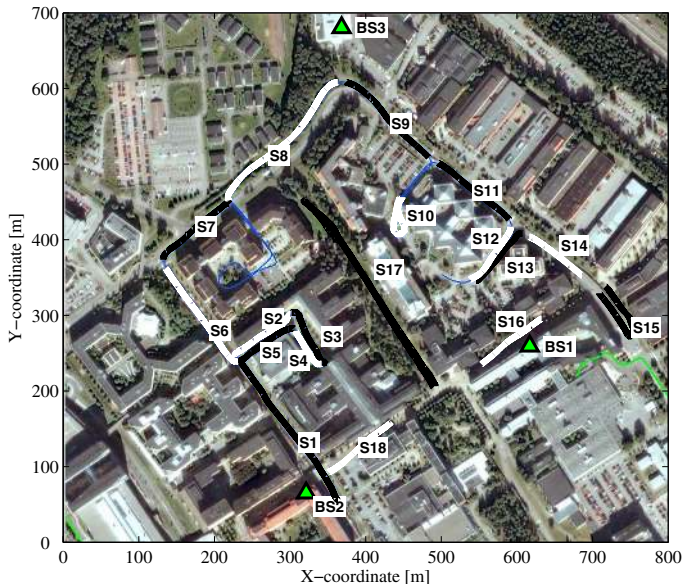 700
BS3
600
S9
500
S8
S11
S7
S10
400
S12
S14
S17
S13
Y−coordinate [m]
300
S2
S16
S15
S6
S3
BS1
S5
S4
200
S1
S18
100
BS2
0
0 100 200 300 400 500 600 700 800
X−coordinate [m]